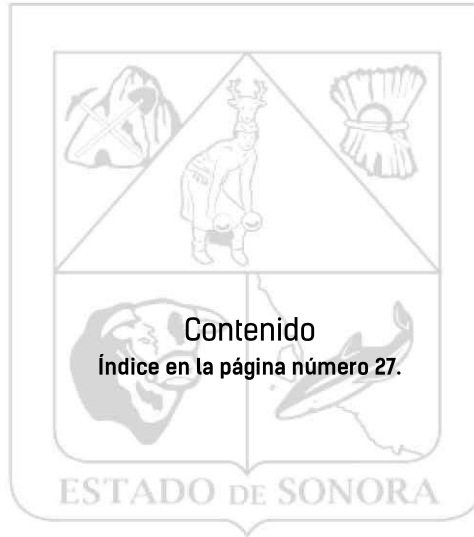 Contenido
Índice en la página número 27.
ESTADO DE SONORA